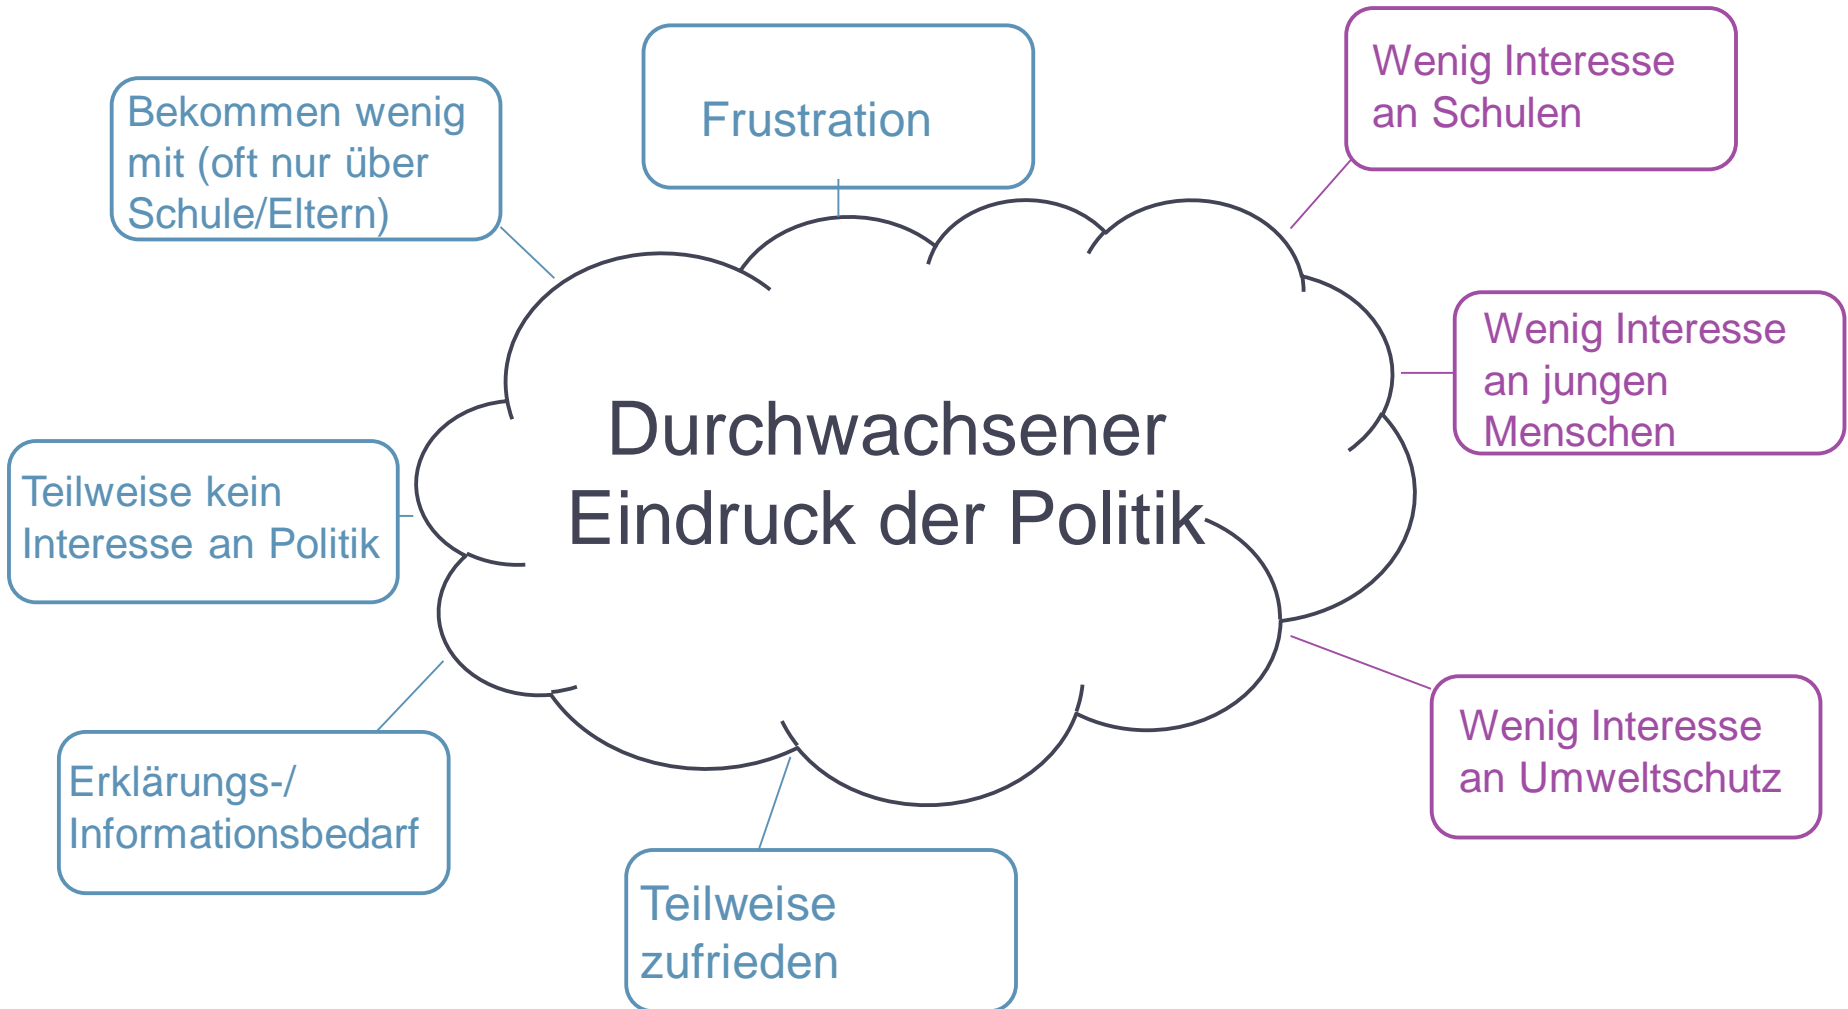 Bekommen wenig
mit (oft nur über
Schule/Eltern)
Frustration
Wenig Interesse
an Schulen
Wenig Interesse
an jungen
Menschen
Durchwachsener
Eindruck der Politik
Teilweise kein
Interesse an Politik
Wenig Interesse
an Umweltschutz
Erklärungs-/
Informationsbedarf
Teilweise
zufrieden